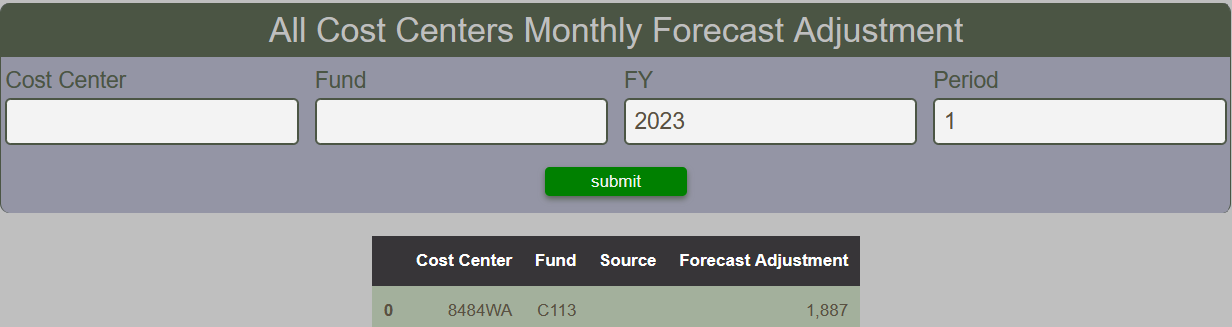 All Cost Centers Monthly Forecast Adjustment
Cost Center Fund FY Period
2023 1
submit
Cost Center Fund Source Forecast Adjustment
0 8484WA C113 1,887